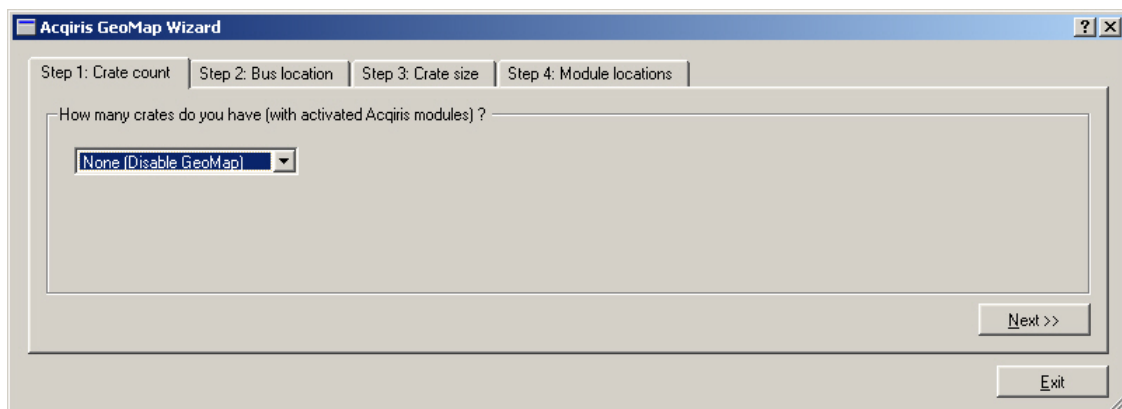 Acqiris GeoMap Wizard
Step 1: Crate count
Step 2: Bus location
Step 3: Crate size
Step 4: Module locations
How many crates do you have (with activated Acqiris modules) ?
None (Disable GeoMap)
Next >>
Exit